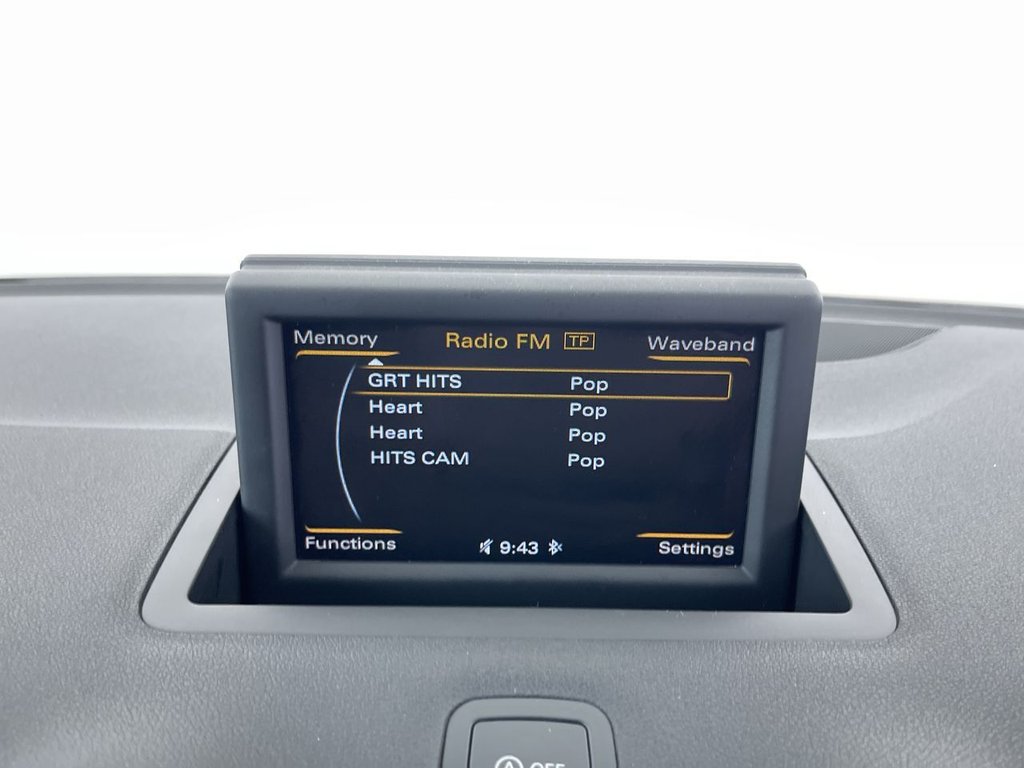 Memory Radio FM TP Waveband
GRT HITS Pop
Heart Pop
Heart Pop
HITS CAM Pop
Functions 9:43 Settings
A OFF